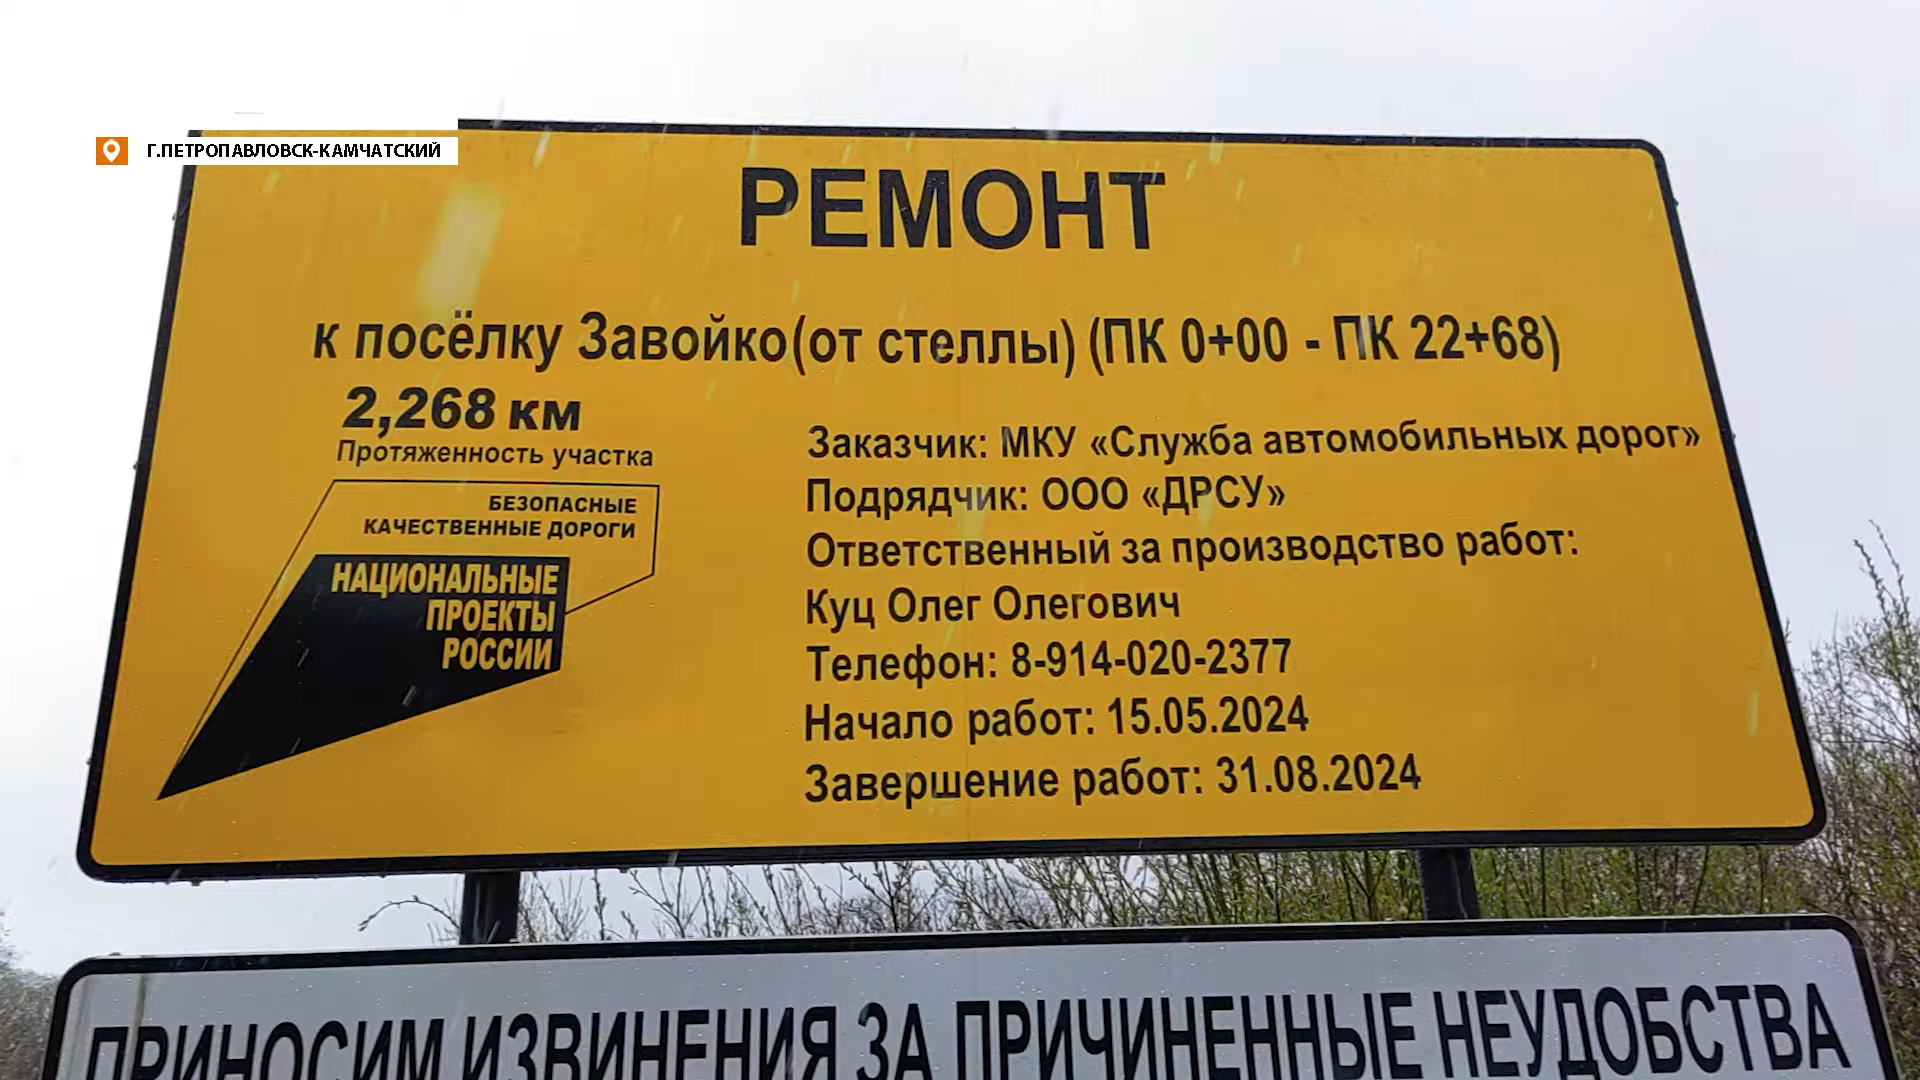 Г.ПЕТРОПАВЛОВСК-КАМЧАТСКИЙ
РЕМОНТ
к посёлку Завойко(от стеллы) (ПК 0+00 - ПК 22+68)
2,268 км
Протяженность участка
БЕЗОПАСНЫЕ
КАЧЕСТВЕННЫЕ ДОРОГИ
НАЦИОНАЛЬНЫЕ
ПРОЕКТЫ
РОССИИ
Заказчик: МКУ «Служба автомобильных дорог»
Подрядчик: ООО «ДРСУ»
Ответственный за производство работ:
Куц Олег Олегович
Телефон: 8-914-020-2377
Начало работ: 15.05.2024
Завершение работ: 31.08.2024
ПРИНОСИМ ИЗВИНЕНИЯ ЗА ПРИЧИНЕННЫЕ НЕУДОБСТВА